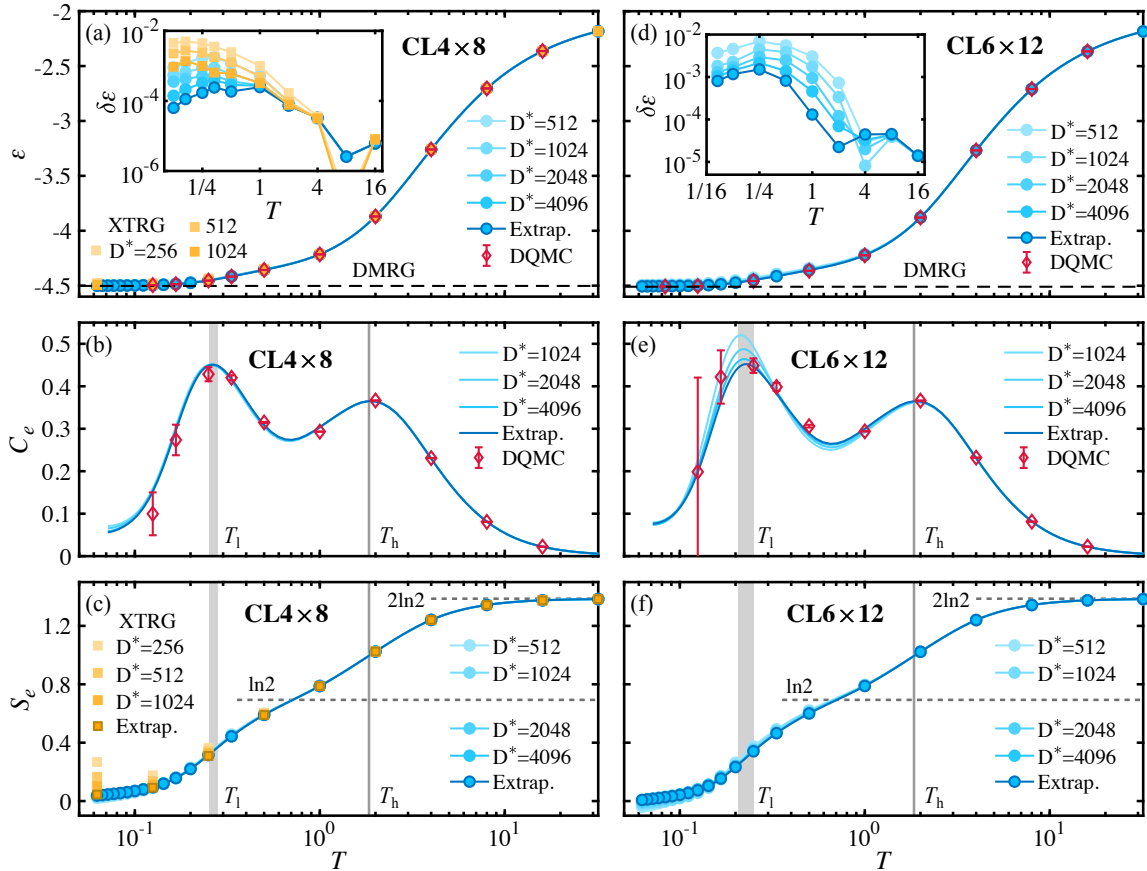 (a)
CL4×8
ε
-2
-2.5
-3
-3.5
-4
-4.5
δε
10^-2
10^-4
10^-6
1/4
1
4
16
T
D*=512
D*=1024
D*=2048
D*=4096
Extrap.
DQMC
XTRG
D*=256
512
1024
DMRG
(d)
CL6×12
δε
10^-2
10^-3
10^-4
10^-5
1/16
1/4
1
4
16
T
D*=512
D*=1024
D*=2048
D*=4096
Extrap.
DQMC
DMRG
(b)
CL4×8
C_e
0.5
0.4
0.3
0.2
0.1
0
D*=1024
D*=2048
D*=4096
Extrap.
DQMC
T_l
T_h
(e)
CL6×12
D*=1024
D*=2048
D*=4096
Extrap.
DQMC
T_l
T_h
(c)
CL4×8
S_e
1.2
0.8
0.4
0
XTRG
D*=256
D*=512
D*=1024
Extrap.
2ln2
ln2
D*=512
D*=1024
D*=2048
D*=4096
Extrap.
T_l
T_h
10^-1
10^0
10^1
T
(f)
CL6×12
2ln2
ln2
D*=512
D*=1024
D*=2048
D*=4096
Extrap.
T_l
T_h
10^-1
10^0
10^1
T